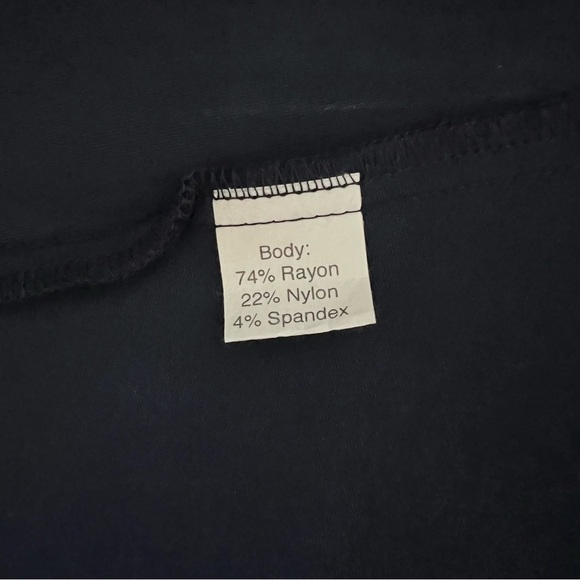 Body:
74% Rayon
22% Nylon
4% Spandex